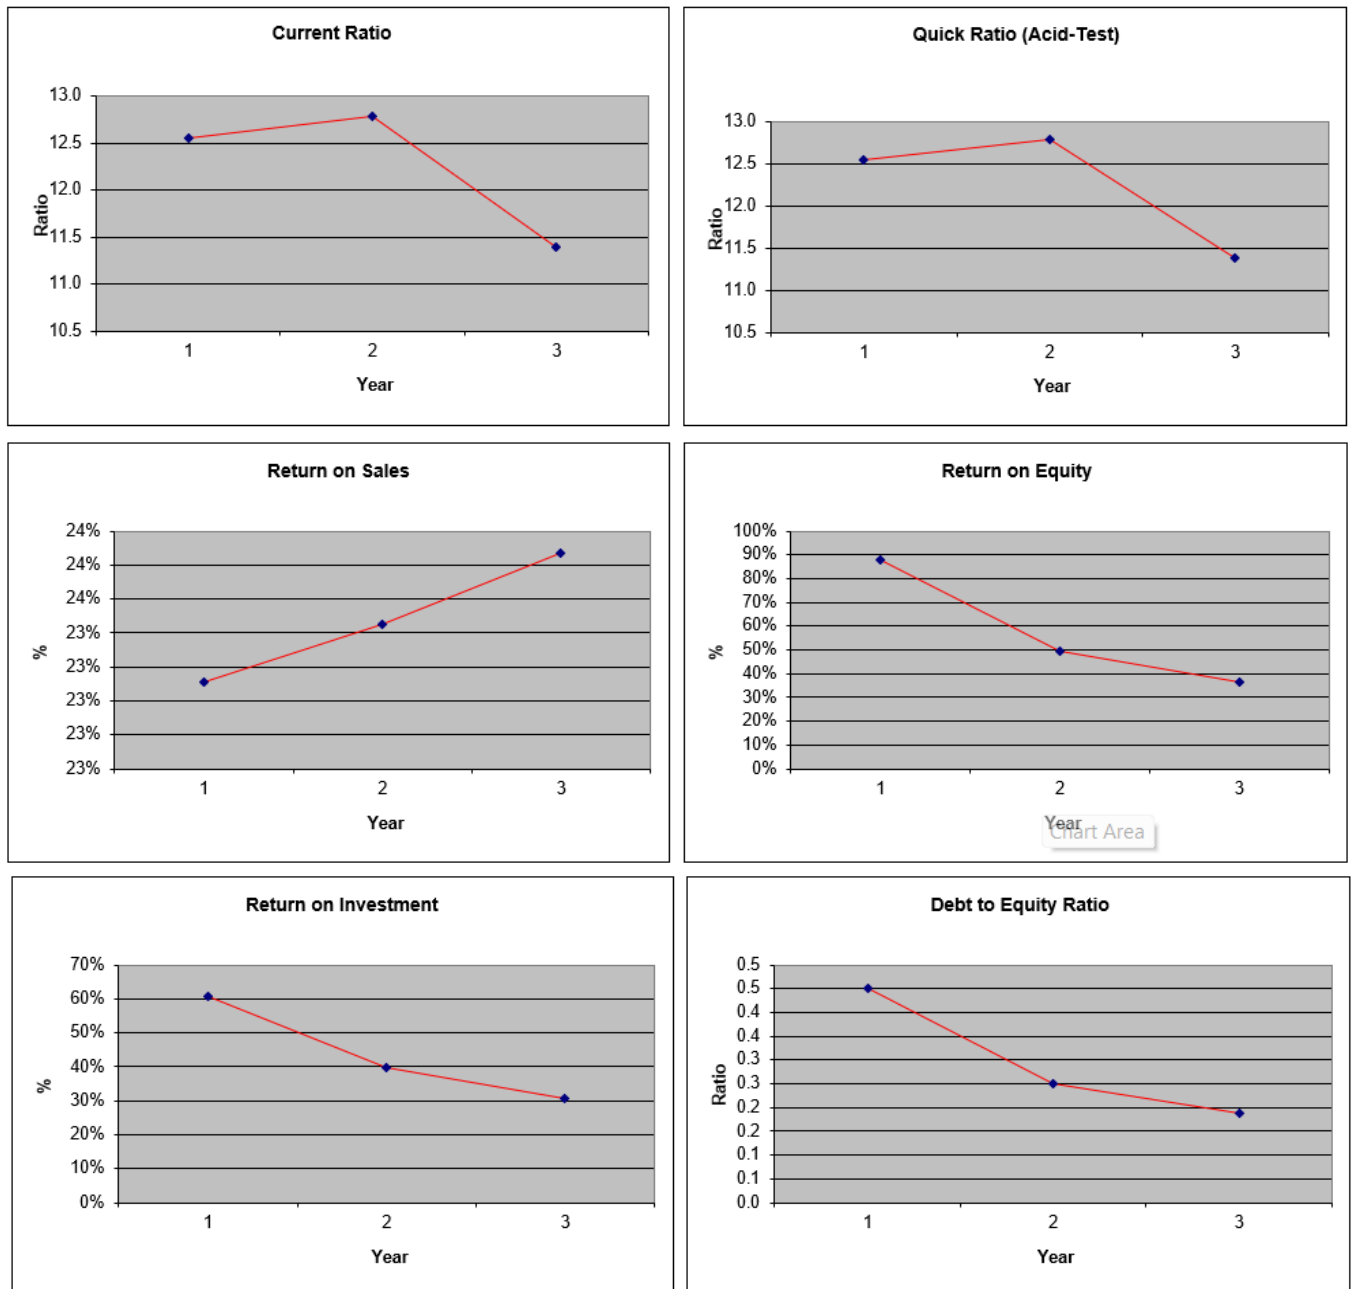 Current Ratio
13.0
12.5
12.0
11.5
11.0
10.5
Ratio
1 2 3
Year
Quick Ratio (Acid-Test)
13.0
12.5
12.0
11.5
11.0
10.5
Ratio
1 2 3
Year
Return on Sales
24%
24%
24%
23%
23%
23%
23%
23%
%
1 2 3
Year
Return on Equity
100%
90%
80%
70%
60%
50%
40%
30%
20%
10%
0%
%
1 2 3
Year
Chart Area
Return on Investment
70%
60%
50%
40%
30%
20%
10%
0%
%
1 2 3
Year
Debt to Equity Ratio
0.5
0.5
0.4
0.4
0.3
0.3
0.2
0.2
0.1
0.1
0.0
Ratio
1 2 3
Year